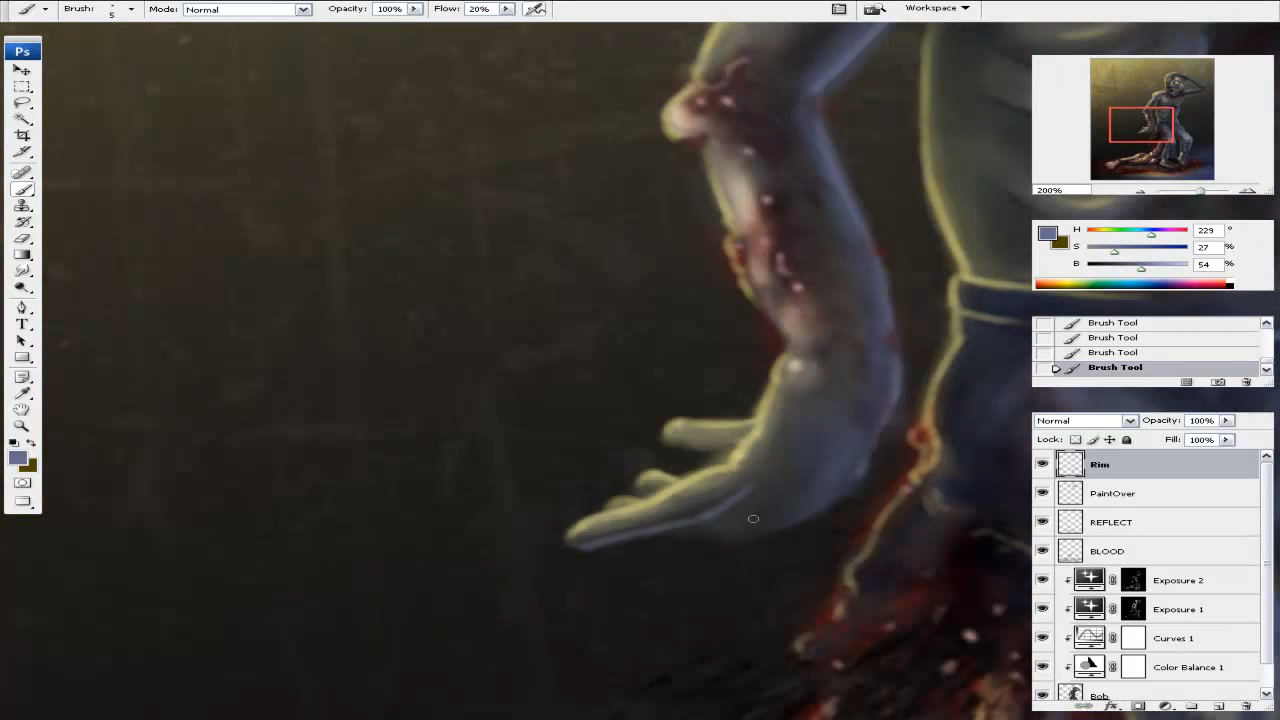 Brush: 5 Mode: Normal Opacity: 100% Flow: 20% Workspace
Ps
200%
H 229 °
S 27 %
B 54 %
Brush Tool
Brush Tool
Brush Tool
Brush Tool
Normal Opacity: 100%
Lock: Fill: 100%
Rim
PaintOver
REFLECT
BLOOD
Exposure 2
Exposure 1
Curves 1
Color Balance 1
Bob
T
fx